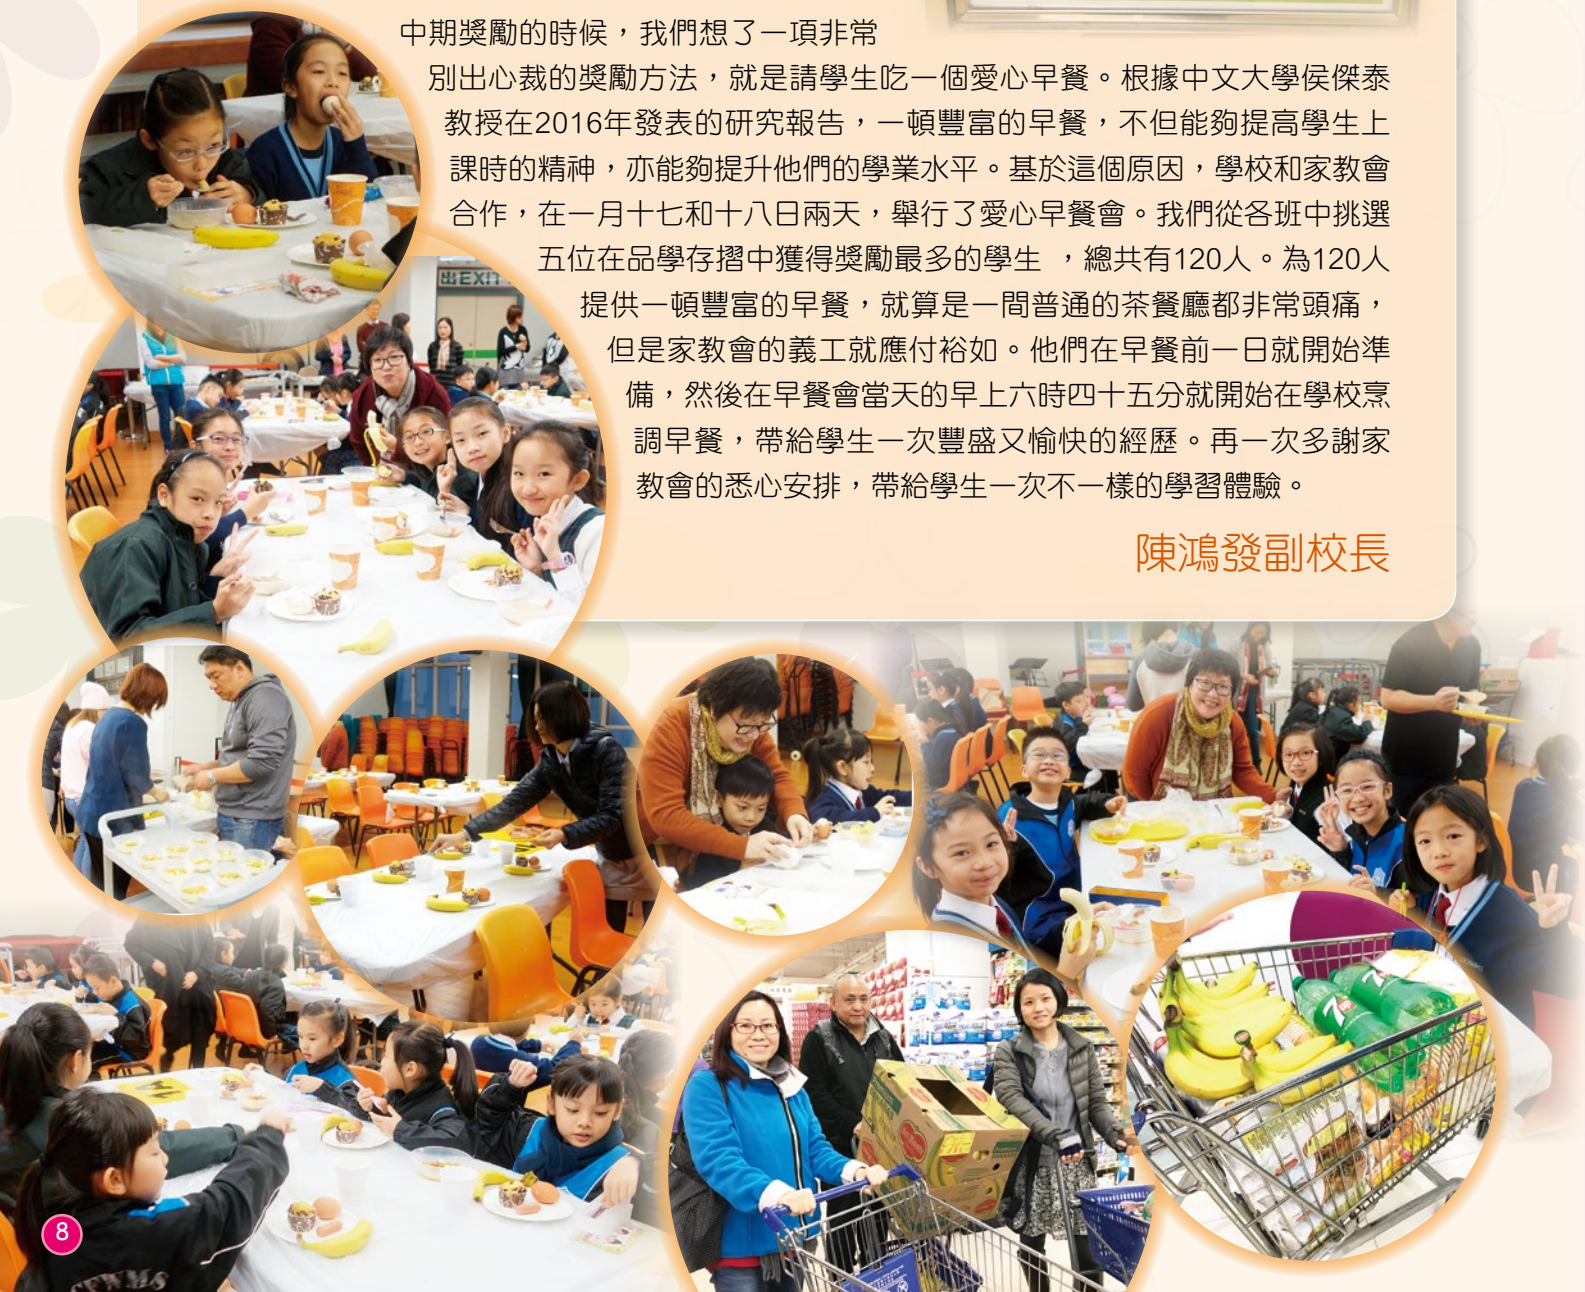 中期獎勵的時候，我們想了一項非常
別出心裁的獎勵方法，就是請學生吃一個愛心早餐。根據中文大學侯傑泰
教授在2016年發表的研究報告，一頓豐富的早餐，不但能夠提高學生上
課時的精神，亦能夠提升他們的學業水平。基於這個原因，學校和家教會
合作，在一月十七和十八日兩天，舉行了愛心早餐會。我們從各班中挑選
五位在品學存摺中獲得獎勵最多的學生 ，總共有120人。為120人
提供一頓豐富的早餐，就算是一間普通的茶餐廳都非常頭痛，
但是家教會的義工就應付裕如。他們在早餐前一日就開始準
備，然後在早餐會當天的早上六時四十五分就開始在學校烹
調早餐，帶給學生一次豐盛又愉快的經歷。再一次多謝家
教會的悉心安排，帶給學生一次不一樣的學習體驗。
陳鴻發副校長
出EXIT
7
8